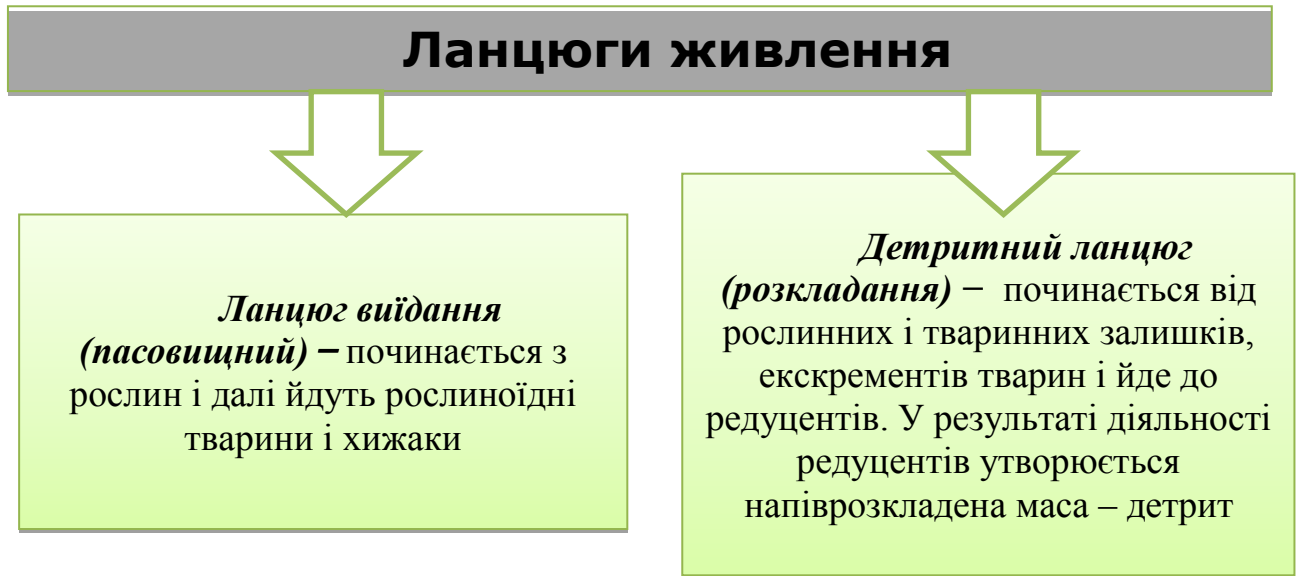 Ланцюги живлення
Ланцюг виїдання
(пасовищний) – починається з
рослин і далі йдуть рослиноїдні
тварини і хижаки
Детритний ланцюг
(розкладання) – починається від
рослинних і тваринних залишків,
екскрементів тварин і йде до
редуцентів. У результаті діяльності
редуцентів утворюється
напіврозкладена маса – детрит